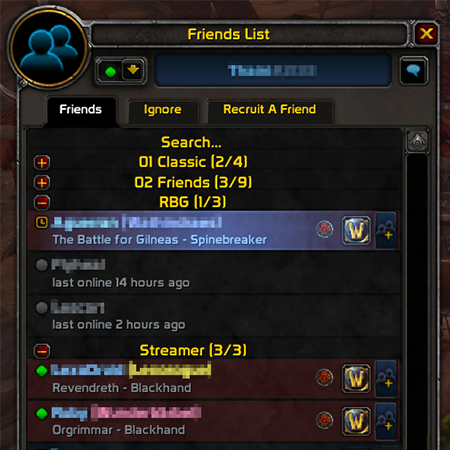 Friends List
Friends
Ignore
Recruit A Friend
Search...
01 Classic (2/4)
02 Friends (3/9)
RBG (1/3)
The Battle for Gilneas - Spinebreaker
last online 14 hours ago
last online 2 hours ago
Streamer (3/3)
Revendreth - Blackhand
Orgrimmar - Blackhand